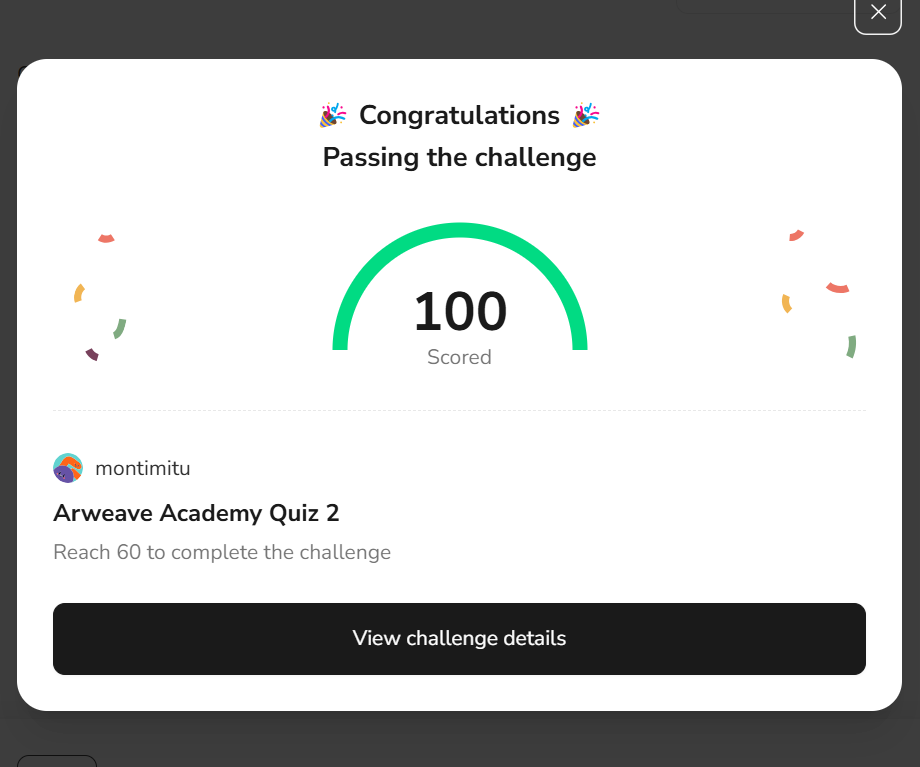 🎉 Congratulations 🎉
Passing the challenge
100
Scored
montimitu
Arweave Academy Quiz 2
Reach 60 to complete the challenge
View challenge details